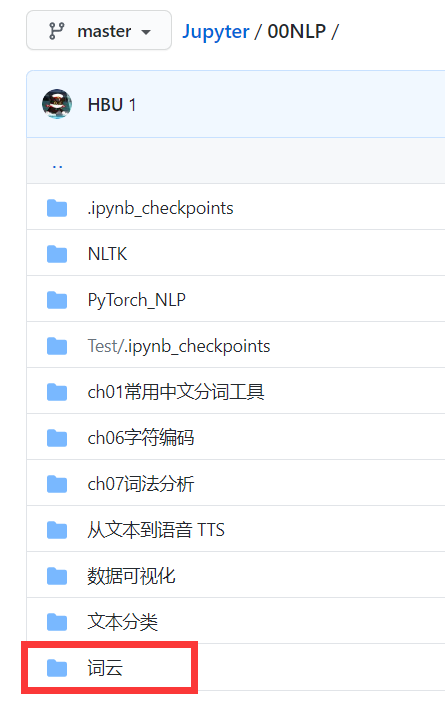 master Jupyter / 00NLP /
HBU 1
..
.ipynb_checkpoints
NLTK
PyTorch_NLP
Test/.ipynb_checkpoints
ch01常用中文分词工具
ch06字符编码
ch07词法分析
从文本到语音 TTS
数据可视化
文本分类
词云